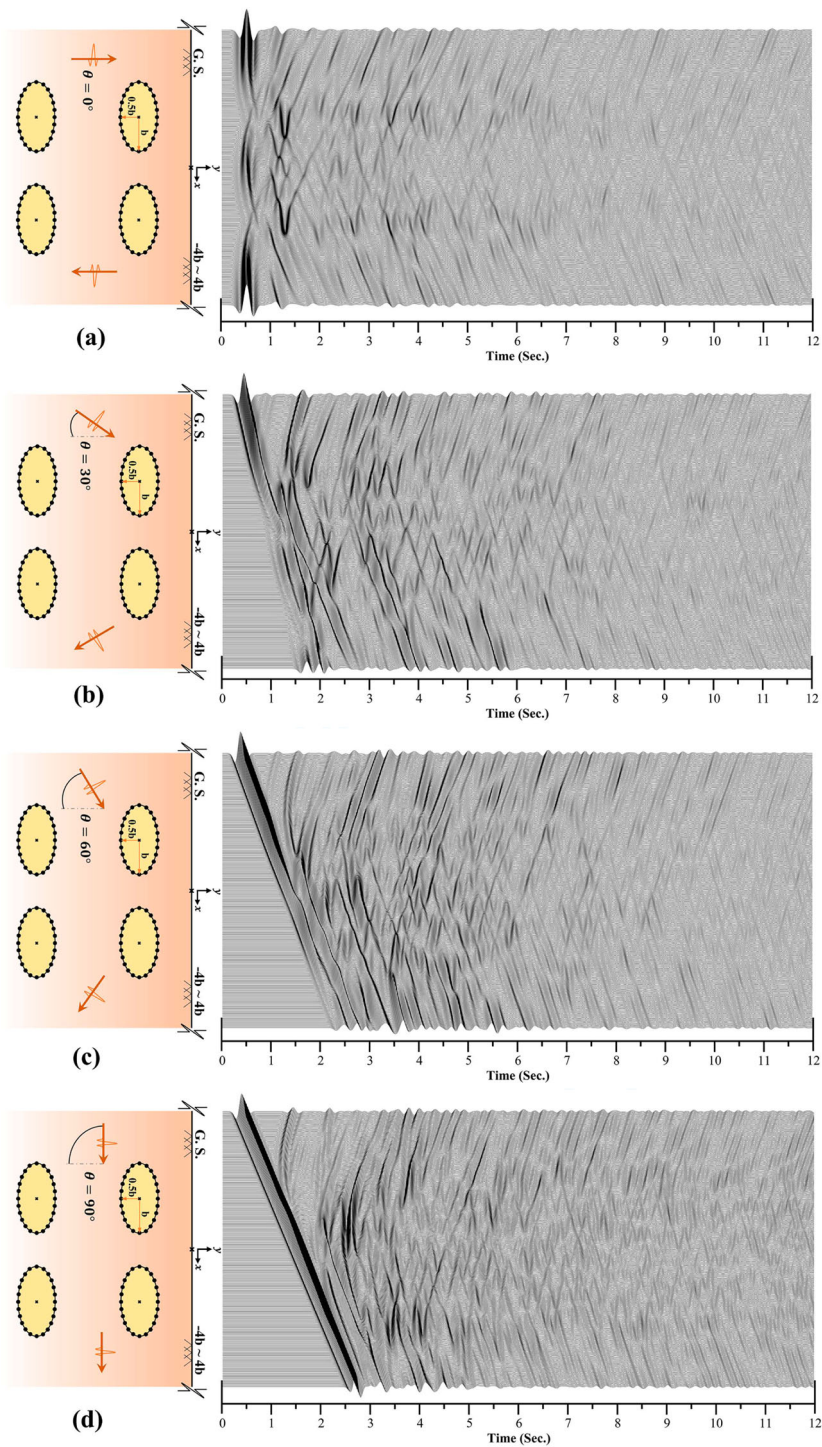 G. S.
θ = 0°
0.5b
b
y
x
-4b ~ 4b
0 1 2 3 4 5 6 7 8 9 10 11 12
Time (Sec.)
(a)
G. S.
θ = 30°
0.5b
b
y
x
-4b ~ 4b
0 1 2 3 4 5 6 7 8 9 10 11 12
Time (Sec.)
(b)
G. S.
θ = 60°
0.5b
b
y
x
-4b ~ 4b
0 1 2 3 4 5 6 7 8 9 10 11 12
Time (Sec.)
(c)
G. S.
θ = 90°
0.5b
b
y
x
-4b ~ 4b
0 1 2 3 4 5 6 7 8 9 10 11 12
Time (Sec.)
(d)